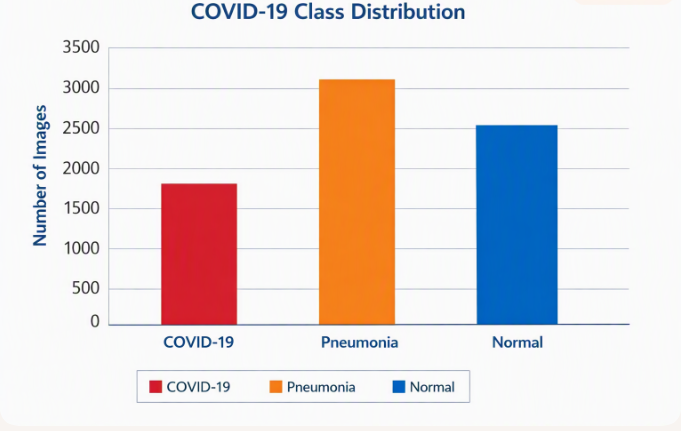 COVID-19 Class Distribution
Number of Images
3500
3000
2500
2000
1500
1000
500
0
COVID-19 Pneumonia Normal
COVID-19 Pneumonia Normal